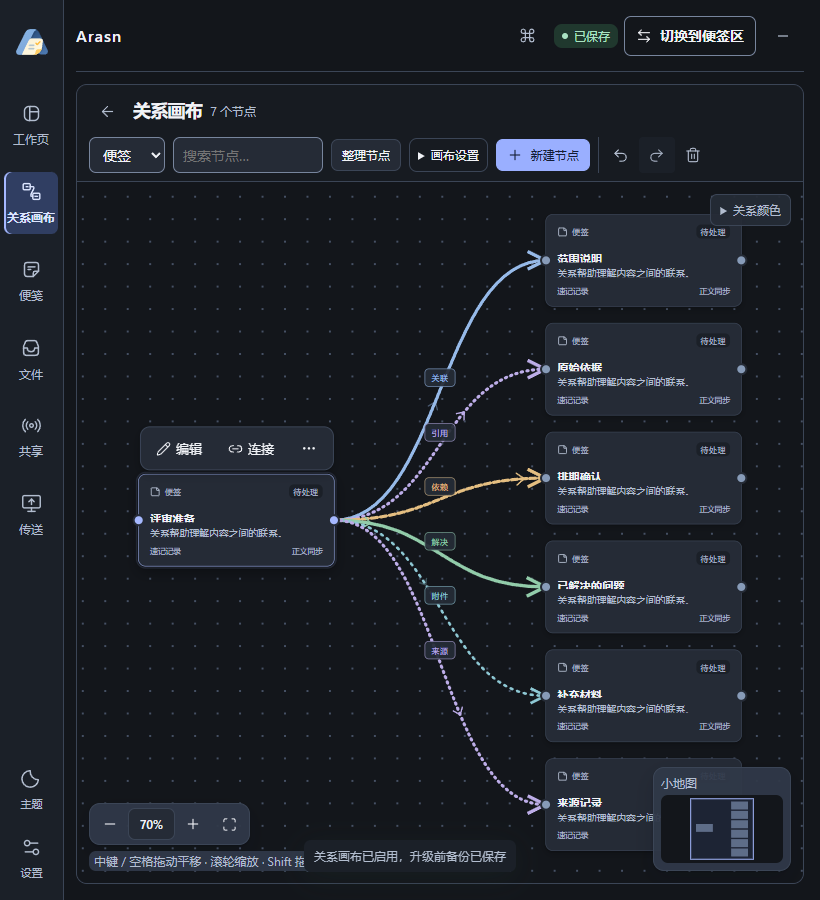 Arasn
已保存
切换到便签区
工作页
关系画布
便笺
文件
共享
传送
主题
设置
关系画布 7 个节点
便签
搜索节点...
整理节点
画布设置
新建节点
关系颜色
便签 待处理
范围说明
关系帮助理解内容之间的联系。
速记记录 正文同步
关联
便签 待处理
原始依据
关系帮助理解内容之间的联系。
速记记录 正文同步
引用
编辑 连接
便签 待处理
评审准备
关系帮助理解内容之间的联系。
速记记录 正文同步
依赖
便签 待处理
排期确认
关系帮助理解内容之间的联系。
速记记录 正文同步
解决
便签 待处理
已解决的问题
关系帮助理解内容之间的联系。
速记记录 正文同步
附件
便签 待处理
补充材料
关系帮助理解内容之间的联系。
速记记录 正文同步
来源
便签
来源记录
关系帮助理解内容之间
速记记录
小地图
70%
中键 / 空格拖动平移 · 滚轮缩放 · Shift 拖
关系画布已启用，升级前备份已保存